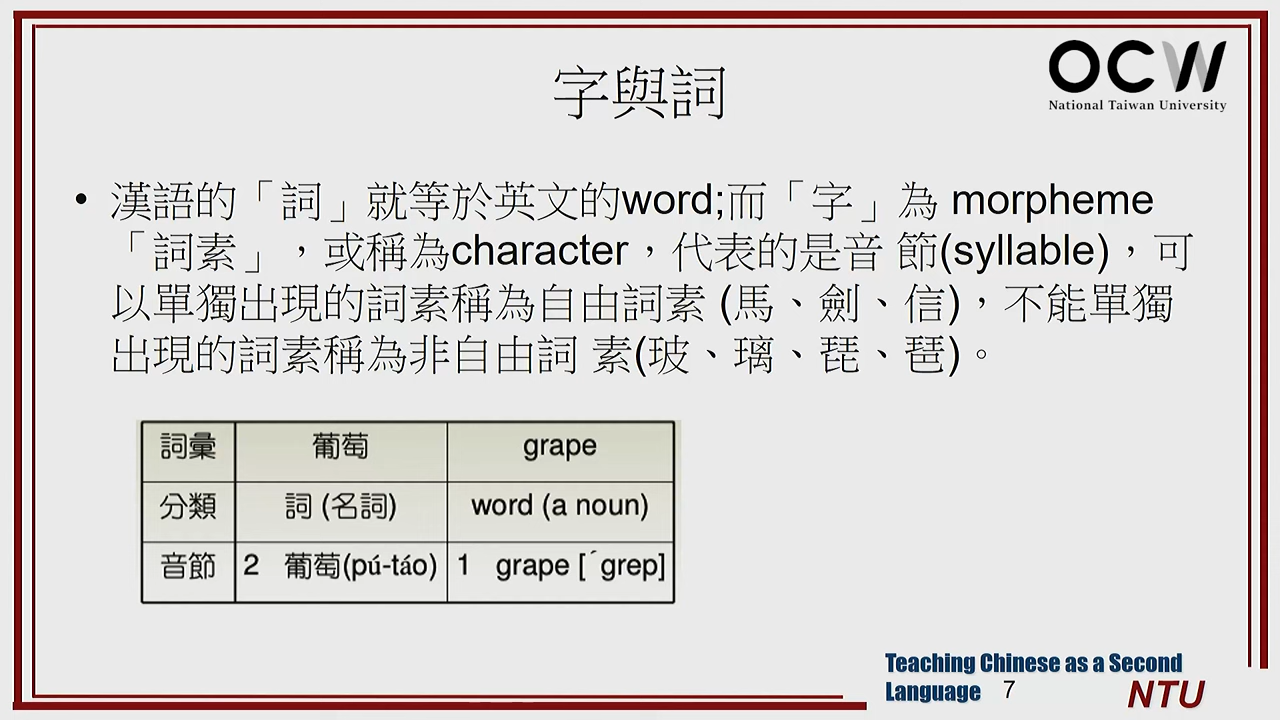 OCW
National Taiwan University
字與詞
• 漢語的「詞」就等於英文的word;而「字」為 morpheme
「詞素」，或稱為character，代表的是音 節(syllable)，可
以單獨出現的詞素稱為自由詞素 (馬、劍、信)，不能單獨
出現的詞素稱為非自由詞 素(玻、璃、琵、琶)。
詞彙 葡萄 grape
分類 詞 (名詞) word (a noun)
音節 2 葡萄(pú-táo) 1 grape [ˊgrep]
Teaching Chinese as a Second
Language 7 NTU